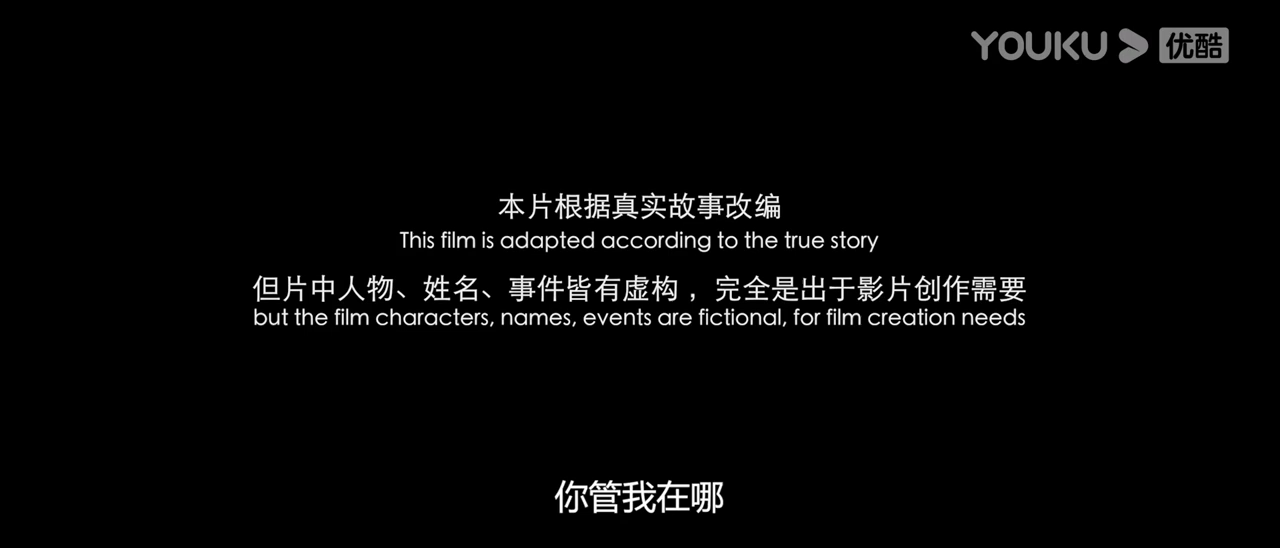 YOUKU 优酷
本片根据真实故事改编
This film is adapted according to the true story
但片中人物、姓名、事件皆有虚构，完全是出于影片创作需要
but the film characters, names, events are fictional, for film creation needs
你管我在哪